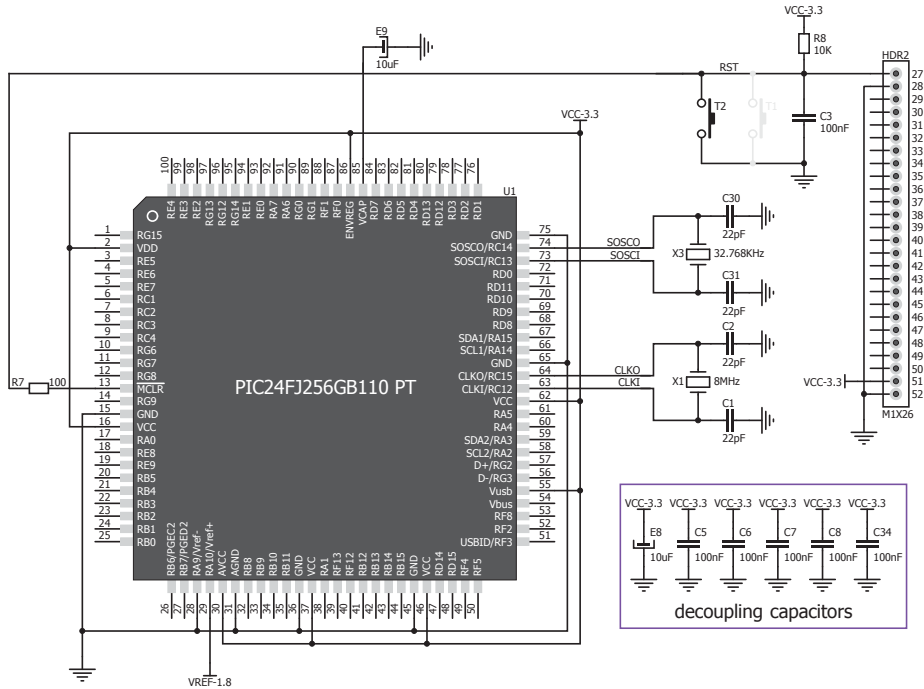 VCC-3.3
R8
10K
HDR2
E9
10uF
RST
T2
T1
C3
100nF
27
28
29
30
31
32
33
34
35
36
37
38
39
40
41
42
43
44
45
46
47
48
49
50
51
52
M1X26
VCC-3.3
VCC-3.3
100 99 98 97 96 95 94 93 92 91 90 89 88 87 86 85 84 83 82 81 80 79 78 77 76
U1
RE4 RE3 RE2 RG13 RG12 RG14 RE1 RE0 RA7 RA6 RG0 RG1 RF1 RF0 ENVREG VCAP RD7 RD6 RD5 RD4 RD13 RD12 RD3 RD2 RD1
1 RG15
2 VDD
3 RE5
4 RE6
5 RE7
6 RC1
7 RC2
8 RC3
9 RC4
10 RG6
11 RG7
12 RG8
R7 100 13 MCLR
14 RG9
15 GND
16 VCC
17 RA0
18 RE8
19 RE9
20 RB5
21 RB4
22 RB3
23 RB2
24 RB1
25 RB0
PIC24FJ256GB110 PT
GND 75
SOSCO/RC14 74 SOSCO
SOSCI/RC13 73 SOSCI
RD0 72
RD11 71
RD10 70
RD9 69
RD8 68
SDA1/RA15 67
SCL1/RA14 66
GND 65
CLKO/RC15 64 CLKO
CLKI/RC12 63 CLKI
VCC 62
RA5 61
RA4 60
SDA2/RA3 59
SCL2/RA2 58
D+/RG2 57
D-/RG3 56
Vusb 55
Vbus 54
RF8 53
RF2 52
USBID/RF3 51
RB6/PGEC2 RB7/PGED2 RA9/Vref- RA10/Vref+ AVCC AGND RB8 RB9 RB10 RB11 GND VCC RA1 RF13 RF12 RB12 RB13 RB14 RB15 GND VCC RD14 RD15 RF4 RF5
26 27 28 29 30 31 32 33 34 35 36 37 38 39 40 41 42 43 44 45 46 47 48 49 50
VREF-1.8
C30
22pF
X3 32.768KHz
C31
22pF
C2
22pF
X1 8MHz
C1
22pF
VCC-3.3 VCC-3.3 VCC-3.3 VCC-3.3 VCC-3.3 VCC-3.3
E8 C5 C6 C7 C8 C34
10uF 100nF 100nF 100nF 100nF 100nF
decoupling capacitors